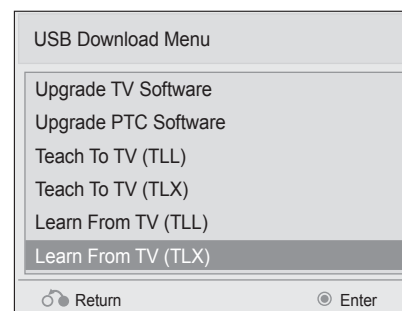 USB Download Menu
Upgrade TV Software
Upgrade PTC Software
Teach To TV (TLL)
Teach To TV (TLX)
Learn From TV (TLL)
Learn From TV (TLX)
Return
Enter